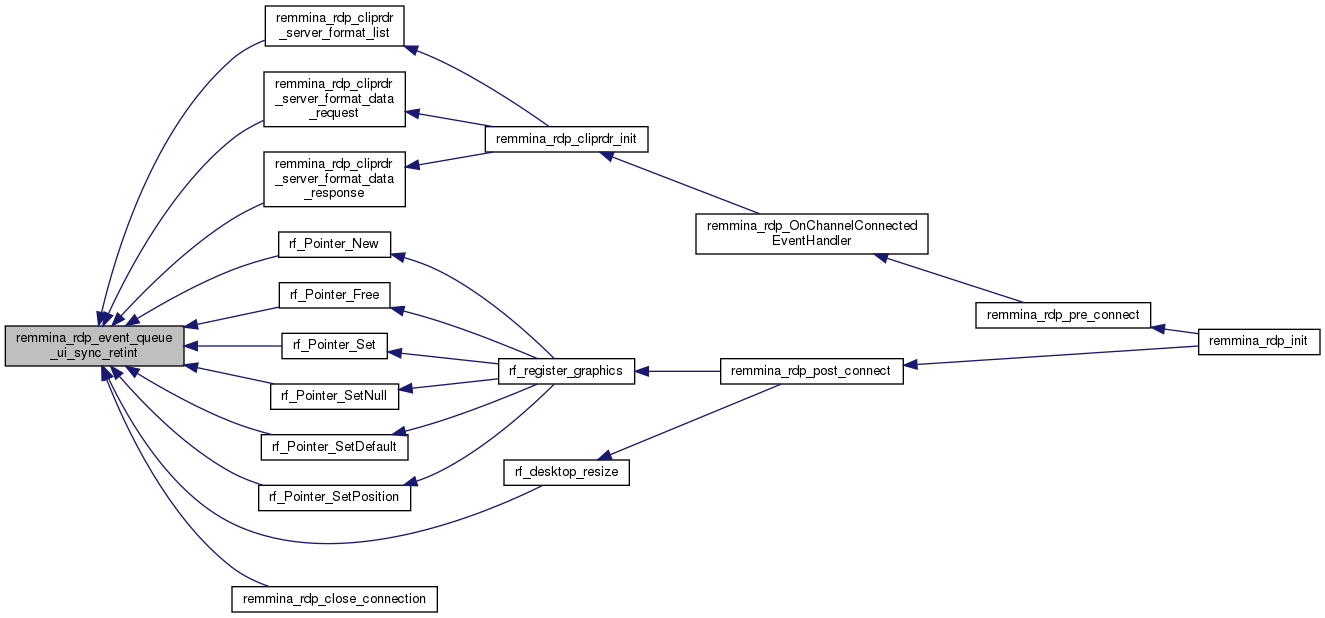 remmina_rdp_cliprdr
_server_format_list
remmina_rdp_cliprdr
_server_format_data
_request
remmina_rdp_cliprdr_init
remmina_rdp_cliprdr
_server_format_data
_response
remmina_rdp_OnChannelConnected
EventHandler
rf_Pointer_New
rf_Pointer_Free
remmina_rdp_pre_connect
remmina_rdp_event_queue
_ui_sync_retint
rf_Pointer_Set
remmina_rdp_init
rf_register_graphics
remmina_rdp_post_connect
rf_Pointer_SetNull
rf_Pointer_SetDefault
rf_desktop_resize
rf_Pointer_SetPosition
remmina_rdp_close_connection